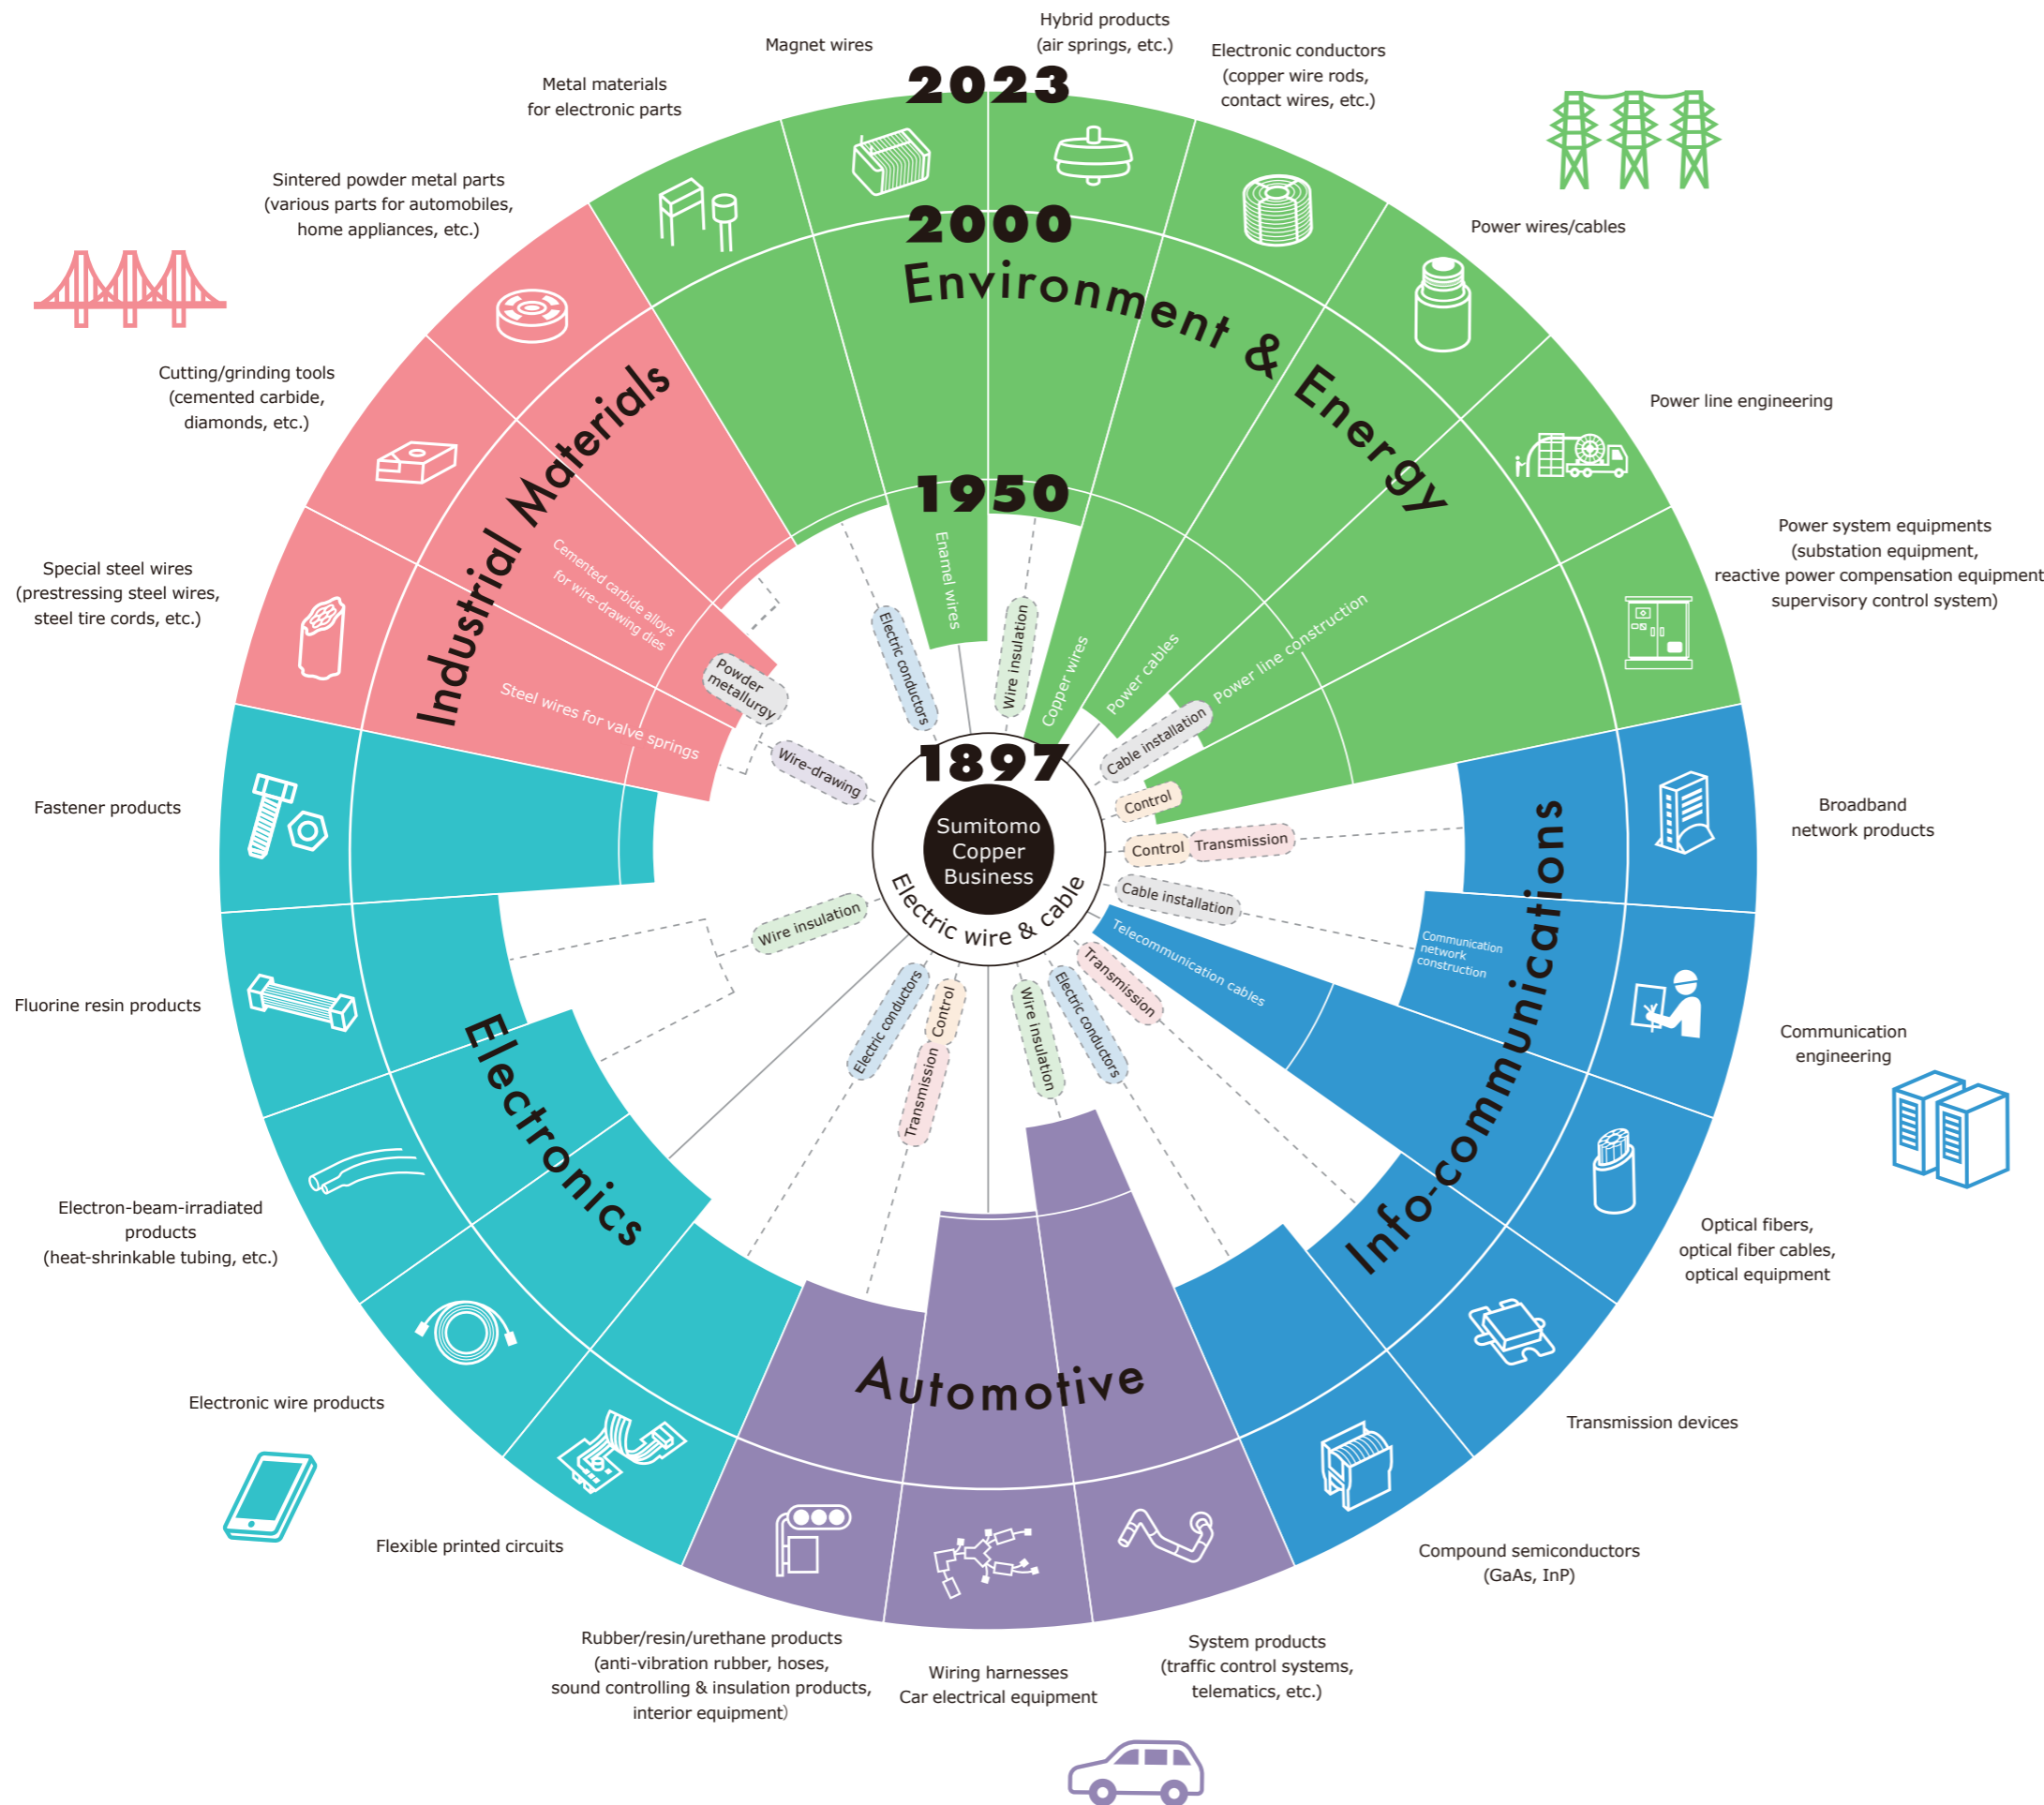 Hybrid products
(air springs, etc.)
Magnet wires
Electronic conductors
(copper wire rods,
contact wires, etc.)
Metal materials
for electronic parts
2023
Sintered powder metal parts
(various parts for automobiles,
home appliances, etc.)
Power wires/cables
2000
Environment & Energy
Cutting/grinding tools
(cemented carbide,
diamonds, etc.)
Power line engineering
Industrial Materials
1950
Power system equipments
(substation equipment,
reactive power compensation equipment
supervisory control system)
Special steel wires
(prestressing steel wires,
steel tire cords, etc.)
Cemented carbide alloys
for wire-drawing dies
Steel wires for valve springs
Enamel wires
Electric conductors
Wire insulation
Copper wires
Power cables
Power line construction
Powder
metallurgy
Wire-drawing
Cable installation
Control
1897
Sumitomo
Copper
Business
Electric wire & cable
Control
Transmission
Cable installation
Telecommunication cables
Communication
network
construction
Fastener products
Broadband
network products
Wire insulation
Fluorine resin products
Electric conductors
Control
Transmission
Wire insulation
Electric conductors
Transmission
Communication
engineering
Electronics
Info-communications
Electron-beam-irradiated
products
(heat-shrinkable tubing, etc.)
Optical fibers,
optical fiber cables,
optical equipment
Automotive
Electronic wire products
Transmission devices
Flexible printed circuits
Compound semiconductors
(GaAs, InP)
Rubber/resin/urethane products
(anti-vibration rubber, hoses,
sound controlling & insulation products,
interior equipment)
Wiring harnesses
Car electrical equipment
System products
(traffic control systems,
telematics, etc.)